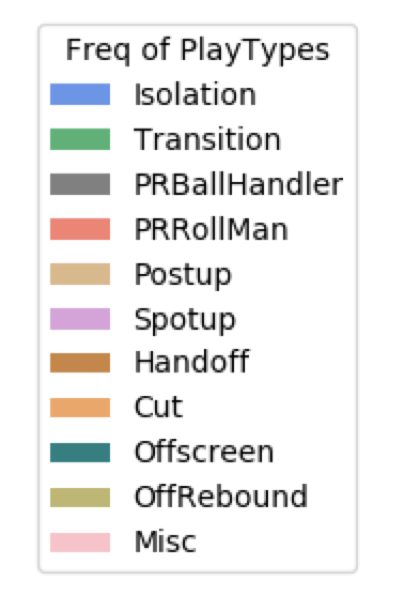 Freq of PlayTypes
Isolation
Transition
PRBallHandler
PRRollMan
Postup
Spotup
Handoff
Cut
Offscreen
OffRebound
Misc